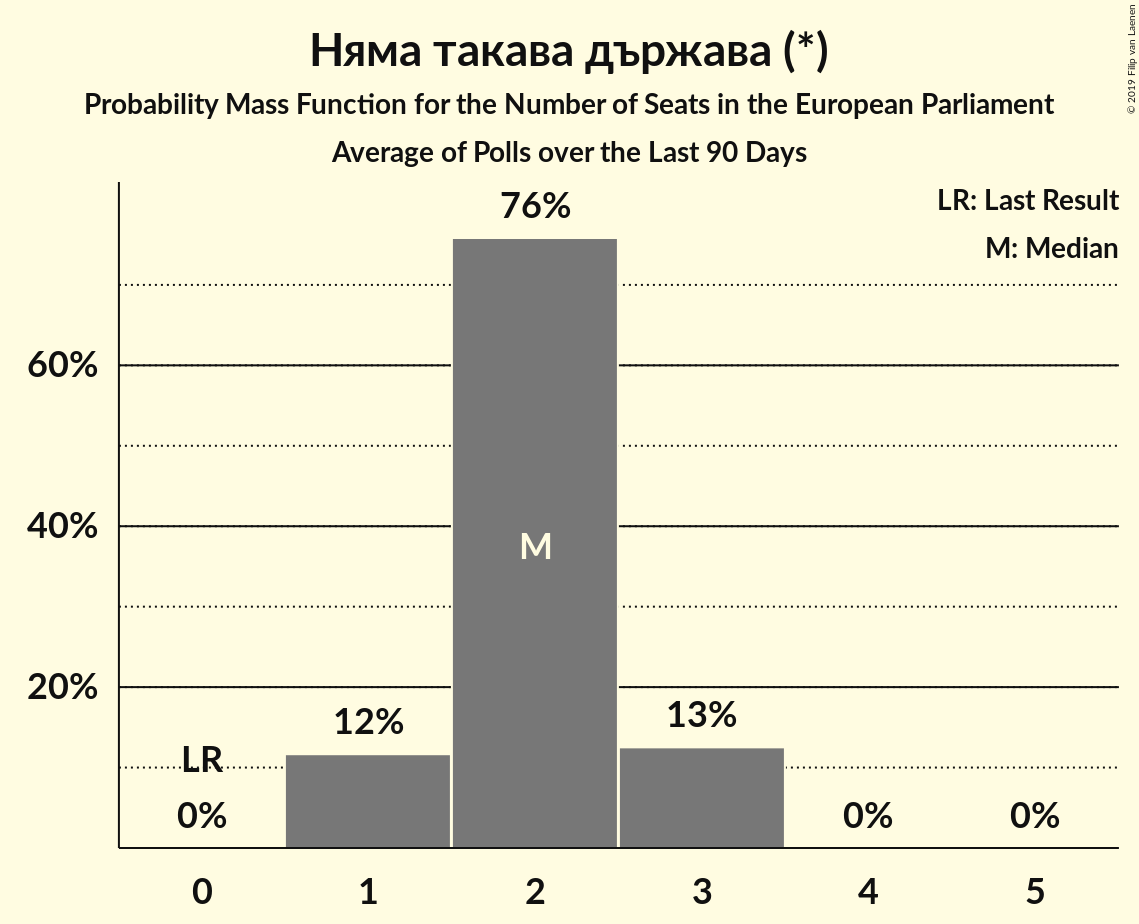 Няма такава държава (*)
Probability Mass Function for the Number of Seats in the European Parliament
Average of Polls over the Last 90 Days
© 2019 Filip van Laenen
LR: Last Result
M: Median
76%
60%
40%
20%
M
12%
13%
LR
0%
0%
0%
0 1 2 3 4 5